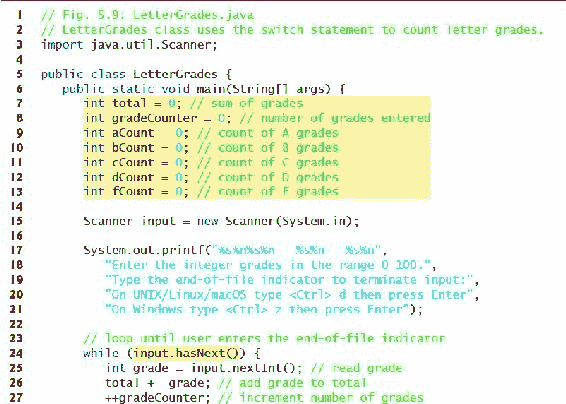 1 // Fig. 5.9: LetterGrades.java
2 // LetterGrades class uses the switch statement to count letter grades.
3 import java.util.Scanner;
4
5 public class LetterGrades {
6 public static void main(String[] args) {
7 int total = 0; // sum of grades
8 int gradeCounter = 0; // number of grades entered
9 int aCount = 0; // count of A grades
10 int bCount = 0; // count of B grades
11 int cCount = 0; // count of C grades
12 int dCount = 0; // count of D grades
13 int fCount = 0; // count of F grades
14
15 Scanner input = new Scanner(System.in);
16
17 System.out.printf("%s%n%s%n   %s%n   %s%n",
18 "Enter the integer grades in the range 0-100.",
19 "Type the end-of-file indicator to terminate input:",
20 "On UNIX/Linux/macOS type <Ctrl> d then press Enter",
21 "On Windows type <Ctrl> z then press Enter");
22
23 // loop until user enters the end-of-file indicator
24 while (input.hasNext()) {
25 int grade = input.nextInt(); // read grade
26 total += grade; // add grade to total
27 ++gradeCounter; // increment number of grades